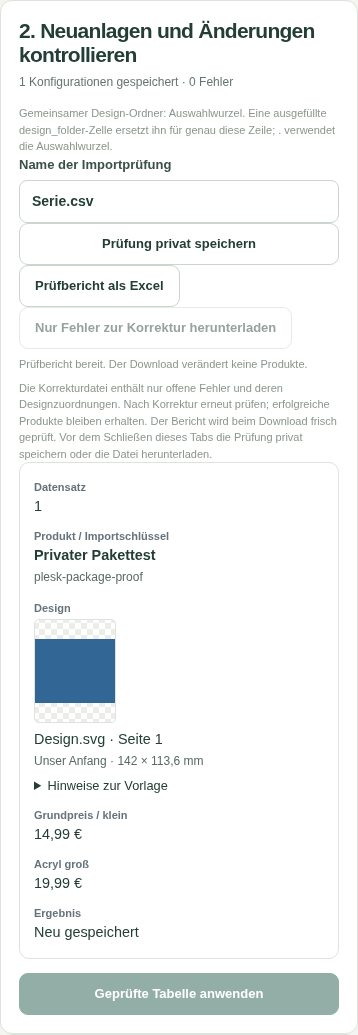 2. Neuanlagen und Änderungen
kontrollieren
1 Konfigurationen gespeichert · 0 Fehler
Gemeinsamer Design-Ordner: Auswahlwurzel. Eine ausgefüllte
design_folder-Zelle ersetzt ihn für genau diese Zeile; . verwendet
die Auswahlwurzel.
Name der Importprüfung
Serie.csv
Prüfung privat speichern
Prüfbericht als Excel
Nur Fehler zur Korrektur herunterladen
Prüfbericht bereit. Der Download verändert keine Produkte.
Die Korrekturdatei enthält nur offene Fehler und deren
Designzuordnungen. Nach Korrektur erneut prüfen; erfolgreiche
Produkte bleiben erhalten. Der Bericht wird beim Download frisch
geprüft. Vor dem Schließen dieses Tabs die Prüfung privat
speichern oder die Datei herunterladen.
Datensatz
1
Produkt / Importschlüssel
Privater Pakettest
plesk-package-proof
Design
Design.svg · Seite 1
Unser Anfang · 142 × 113,6 mm
Hinweise zur Vorlage
Grundpreis / klein
14,99 €
Acryl groß
19,99 €
Ergebnis
Neu gespeichert
Geprüfte Tabelle anwenden